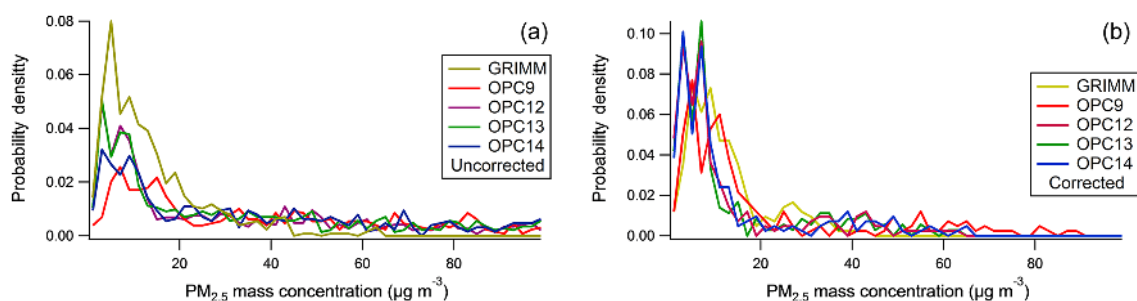 0.08
0.06
0.04
0.02
0.00
Probability densitty
(a)
GRIMM
OPC9
OPC12
OPC13
OPC14
Uncorrected
20
40
60
80
PM2.5 mass concentration (μg m-3)
0.10
0.08
0.06
0.04
0.02
0.00
Probability densitty
(b)
GRIMM
OPC9
OPC12
OPC13
OPC14
Corrected
20
40
60
80
PM2.5 mass concentration (μg m-3)